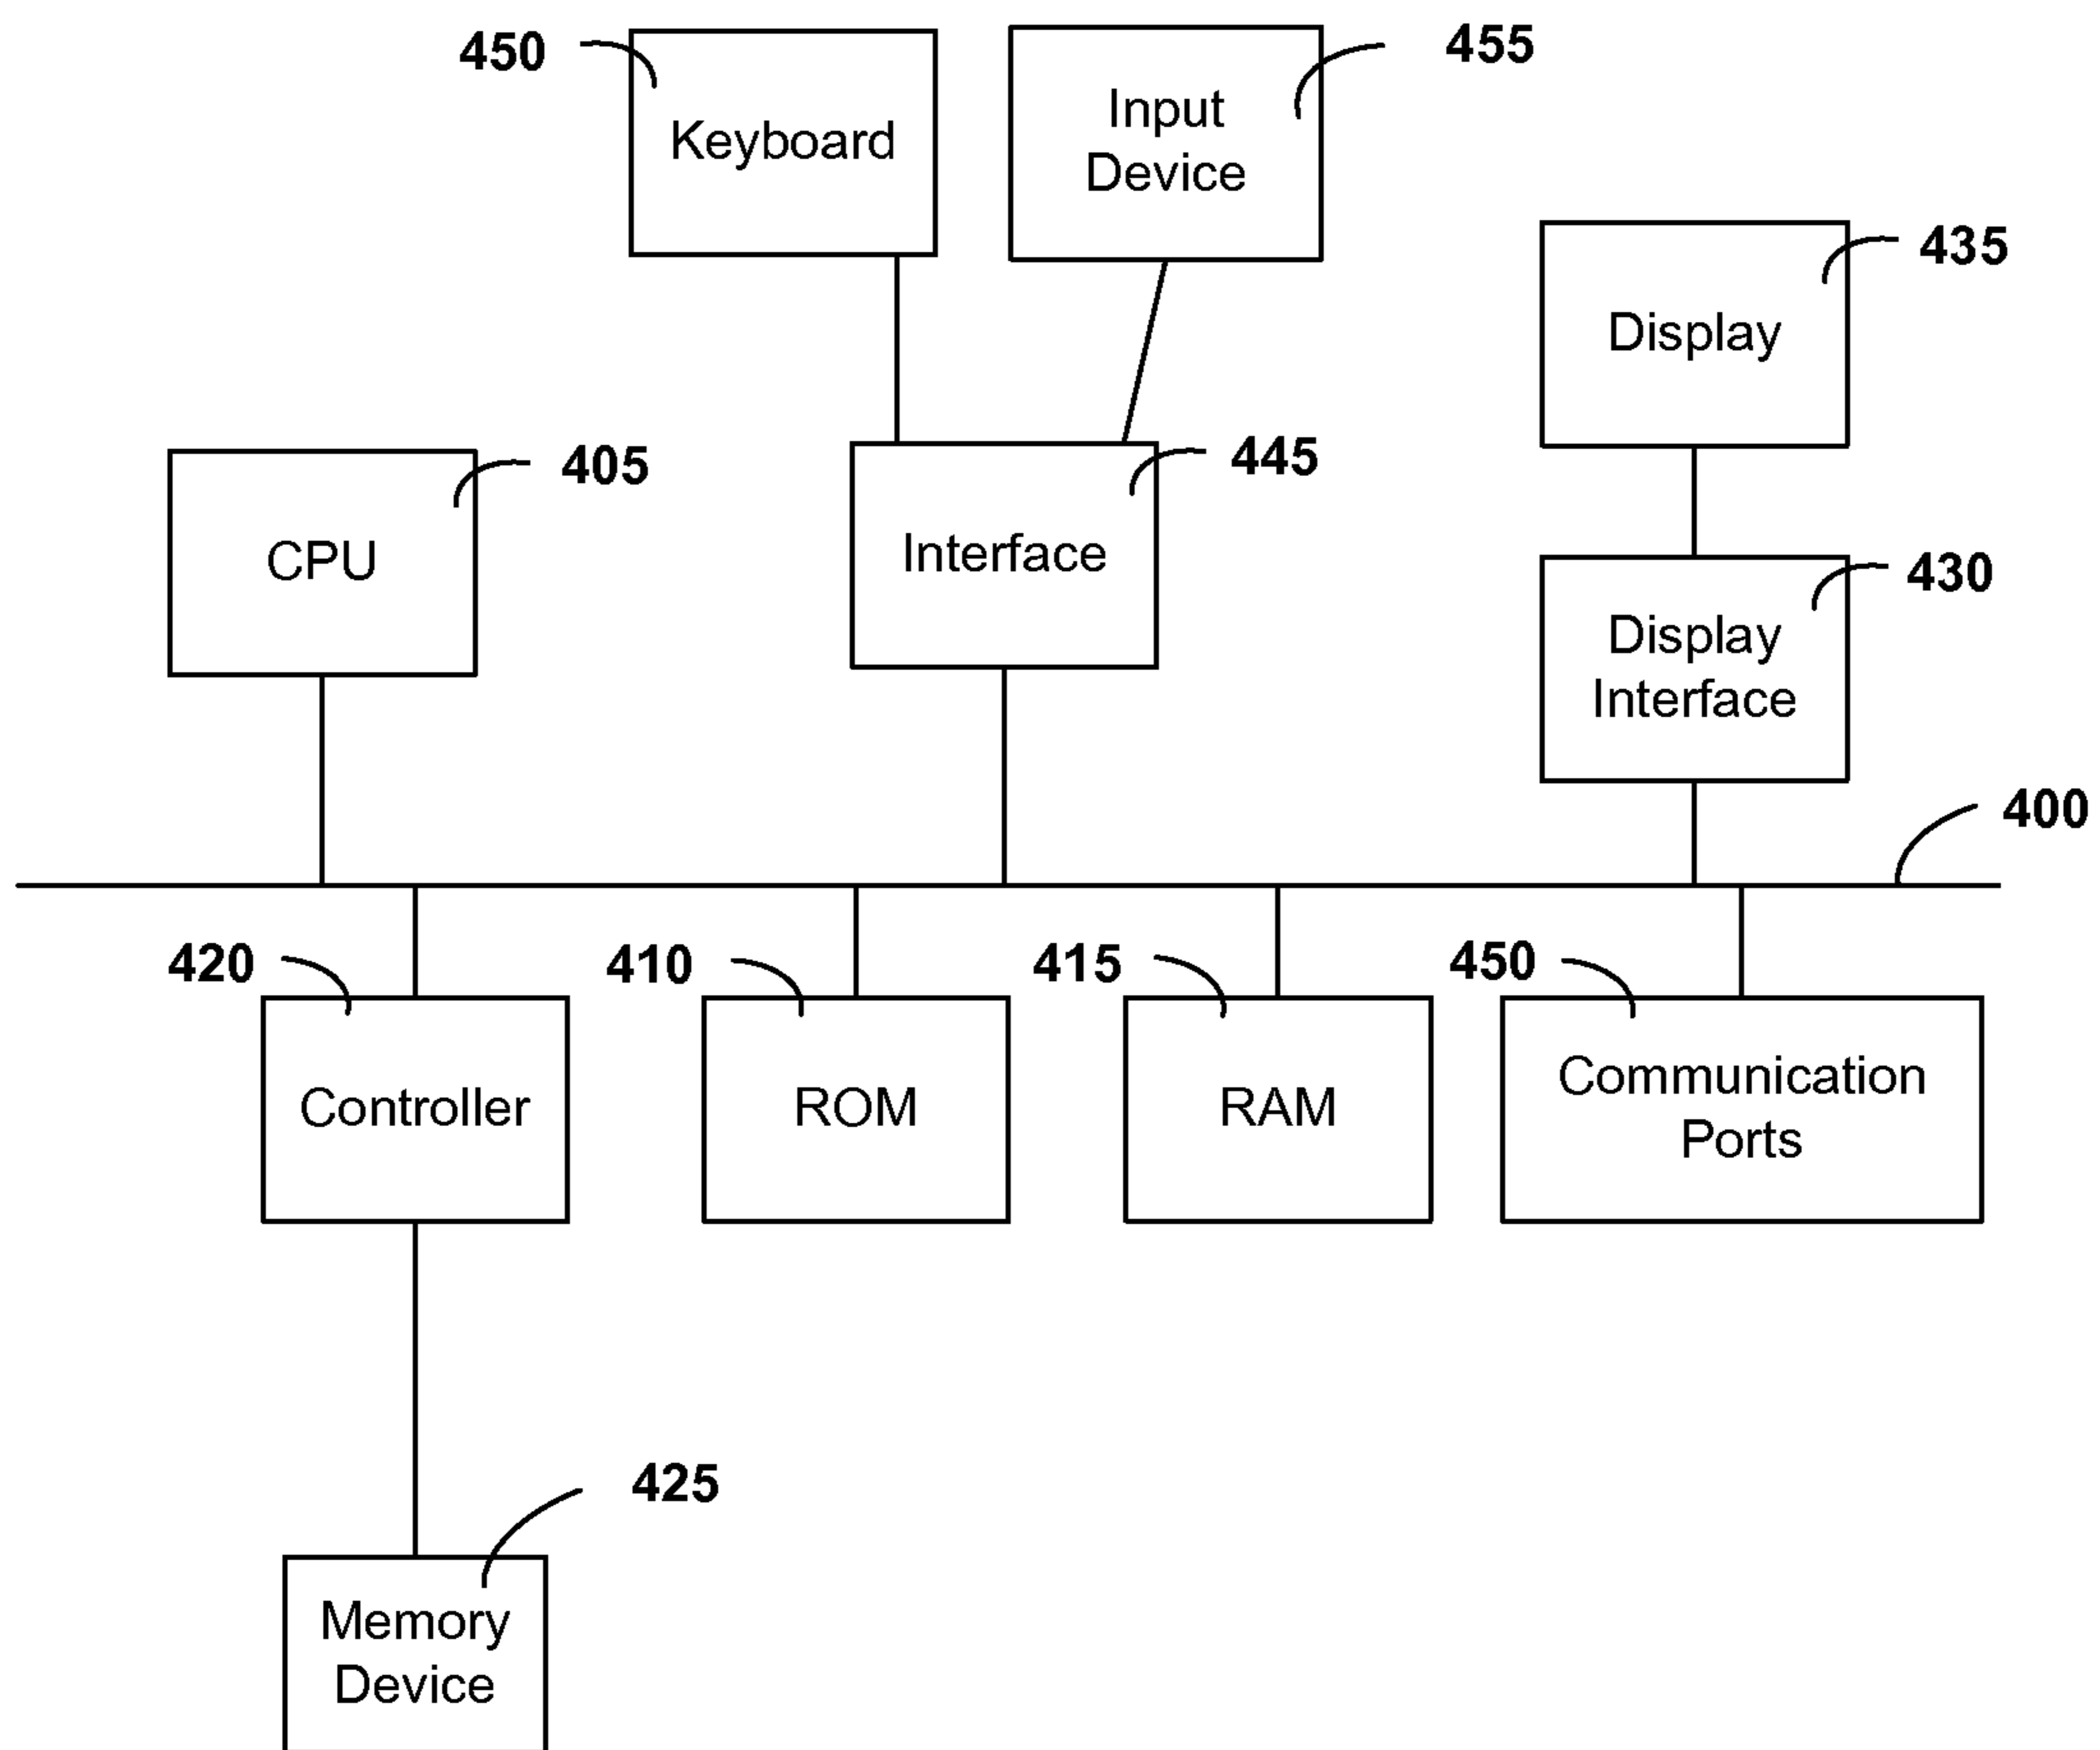 450
Keyboard
455
Input
Device
435
Display
405
CPU
445
Interface
430
Display
Interface
400
420
Controller
410
ROM
415
RAM
450
Communication
Ports
425
Memory
Device